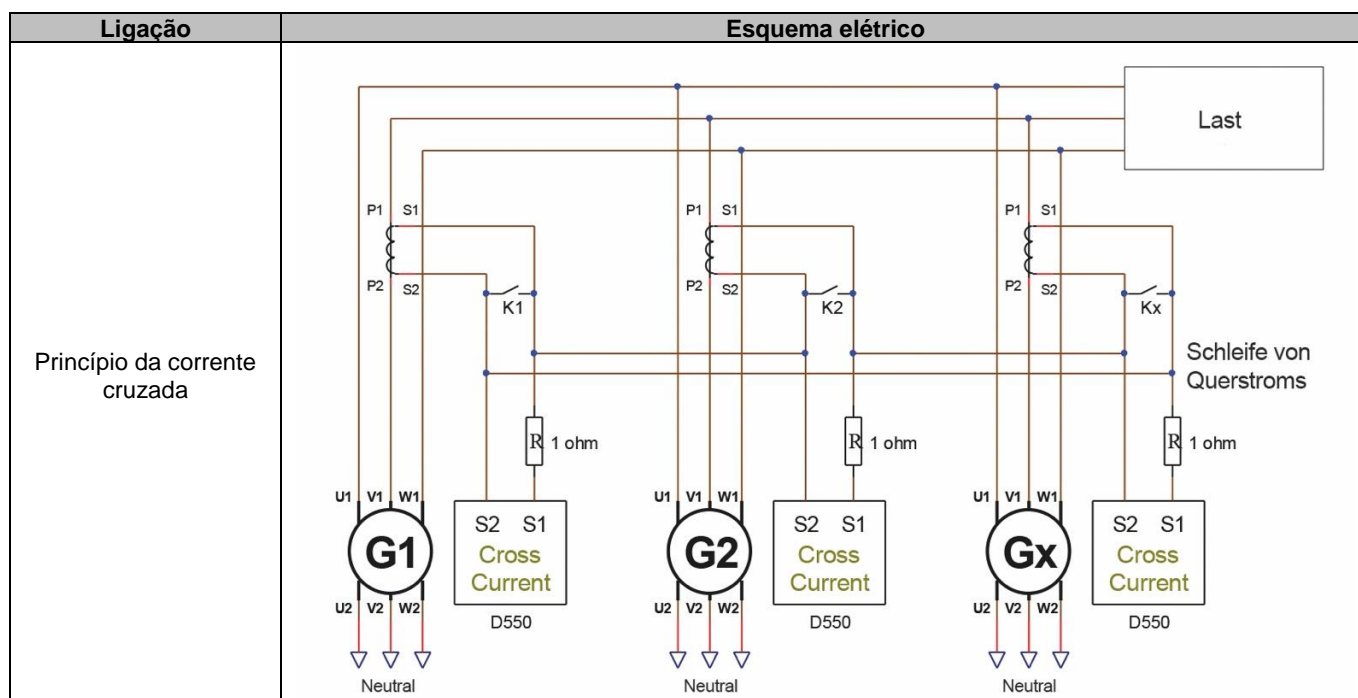 Ligação Esquema elétrico
Last
P1 S1 P1 S1 P1 S1
P2 S2 P2 S2 P2 S2
K1 K2 Kx
Princípio da corrente
cruzada
Schleife von
Querstroms
R 1 ohm R 1 ohm R 1 ohm
U1 V1 W1 U1 V1 W1 U1 V1 W1
S2 S1 S2 S1 S2 S1
G1 Cross G2 Cross Gx Cross
Current Current Current
U2 V2 W2 U2 V2 W2 U2 V2 W2
D550 D550 D550
Neutral Neutral Neutral